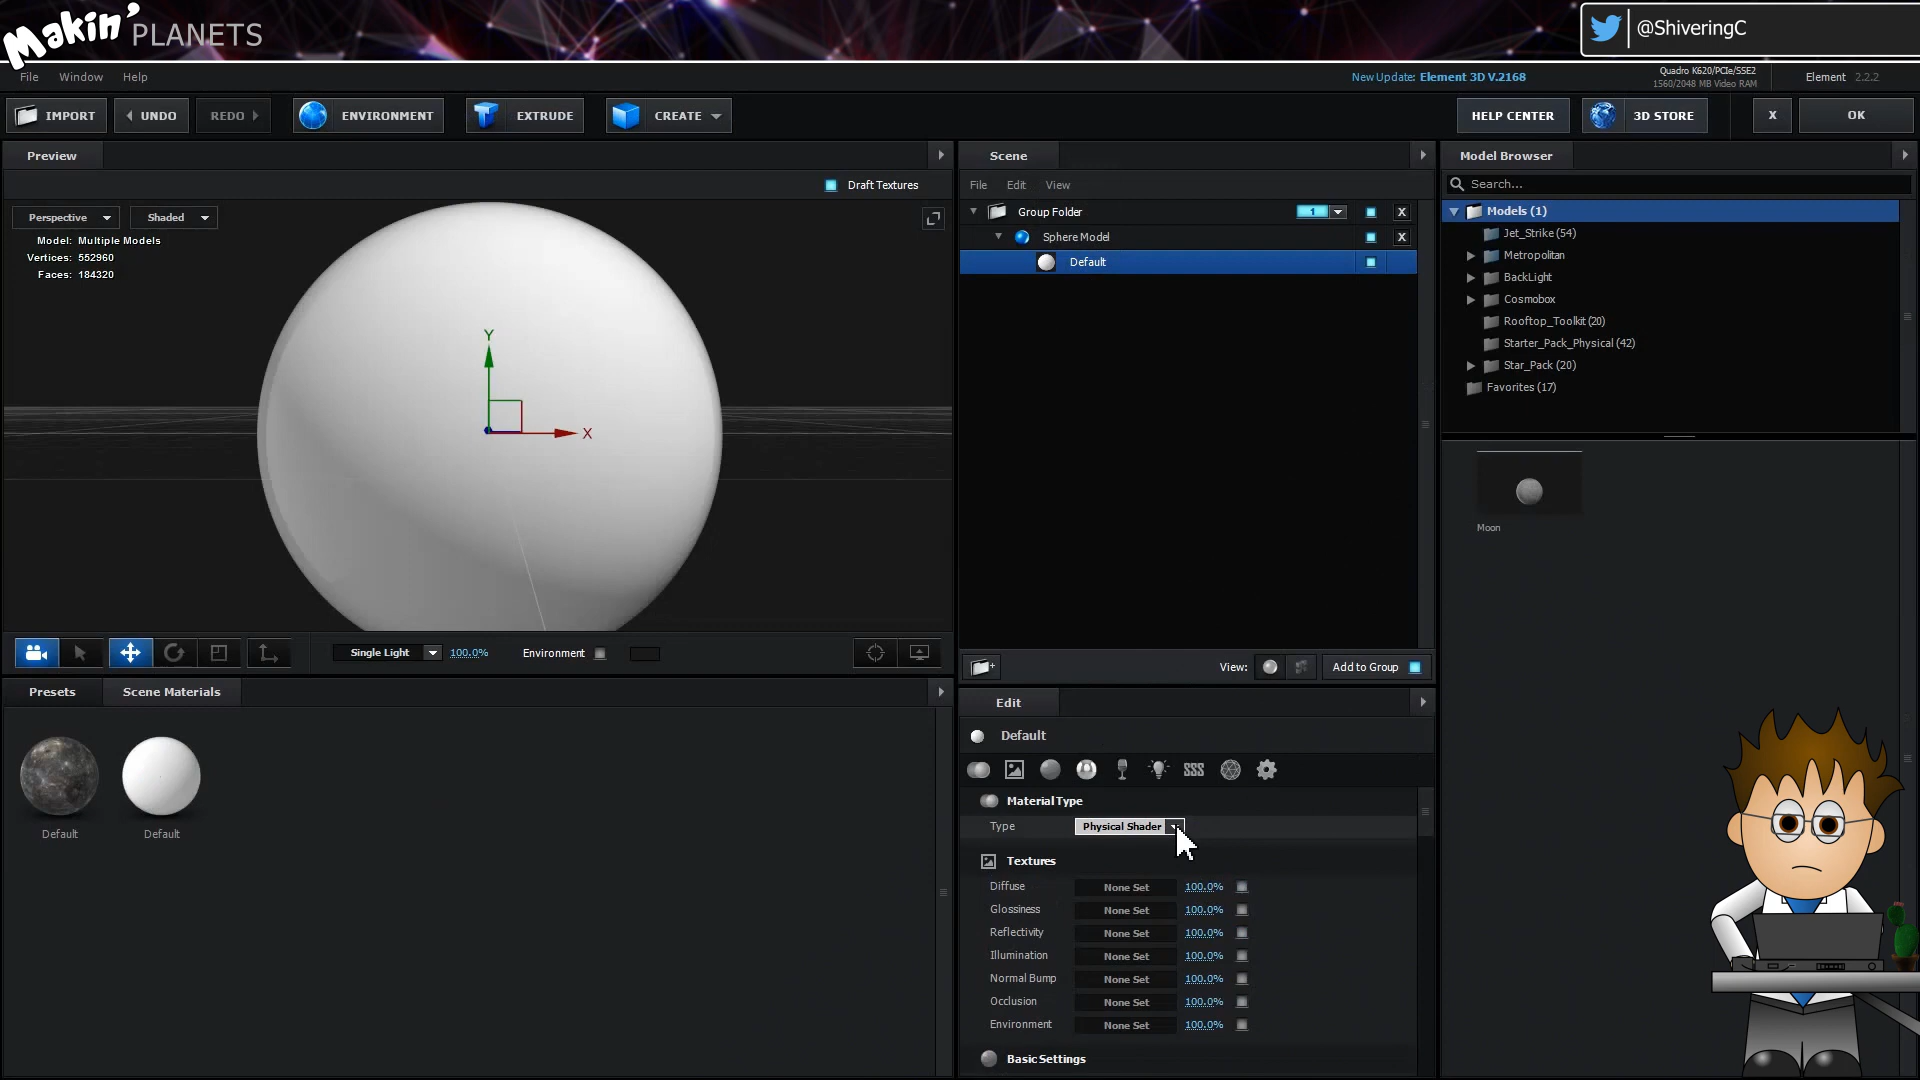 Makin' PLANETS
@ShiveringC
File Window Help
New Update: Element 3D V.2168
Quadro K620/PCIe/SSE2
1560/2048 MB Video RAM
Element 2.2.2
IMPORT UNDO REDO ENVIRONMENT EXTRUDE CREATE HELP CENTER 3D STORE X OK
Preview
Draft Textures
Perspective Shaded
Model: Multiple Models
Vertices: 552960
Faces: 184320
Y
X
Single Light 100.0% Environment
Presets Scene Materials
Default Default
Scene
File Edit View
Group Folder 1 X
Sphere Model X
Default
View: Add to Group
Edit
Default
Material Type
Type Physical Shader
Textures
Diffuse None Set 100.0%
Glossiness None Set 100.0%
Reflectivity None Set 100.0%
Illumination None Set 100.0%
Normal Bump None Set 100.0%
Occlusion None Set 100.0%
Environment None Set 100.0%
Basic Settings
Model Browser
Search...
Models (1)
Jet_Strike (54)
Metropolitan
BackLight
Cosmobox
Rooftop_Toolkit (20)
Starter_Pack_Physical (42)
Star_Pack (20)
Favorites (17)
Moon